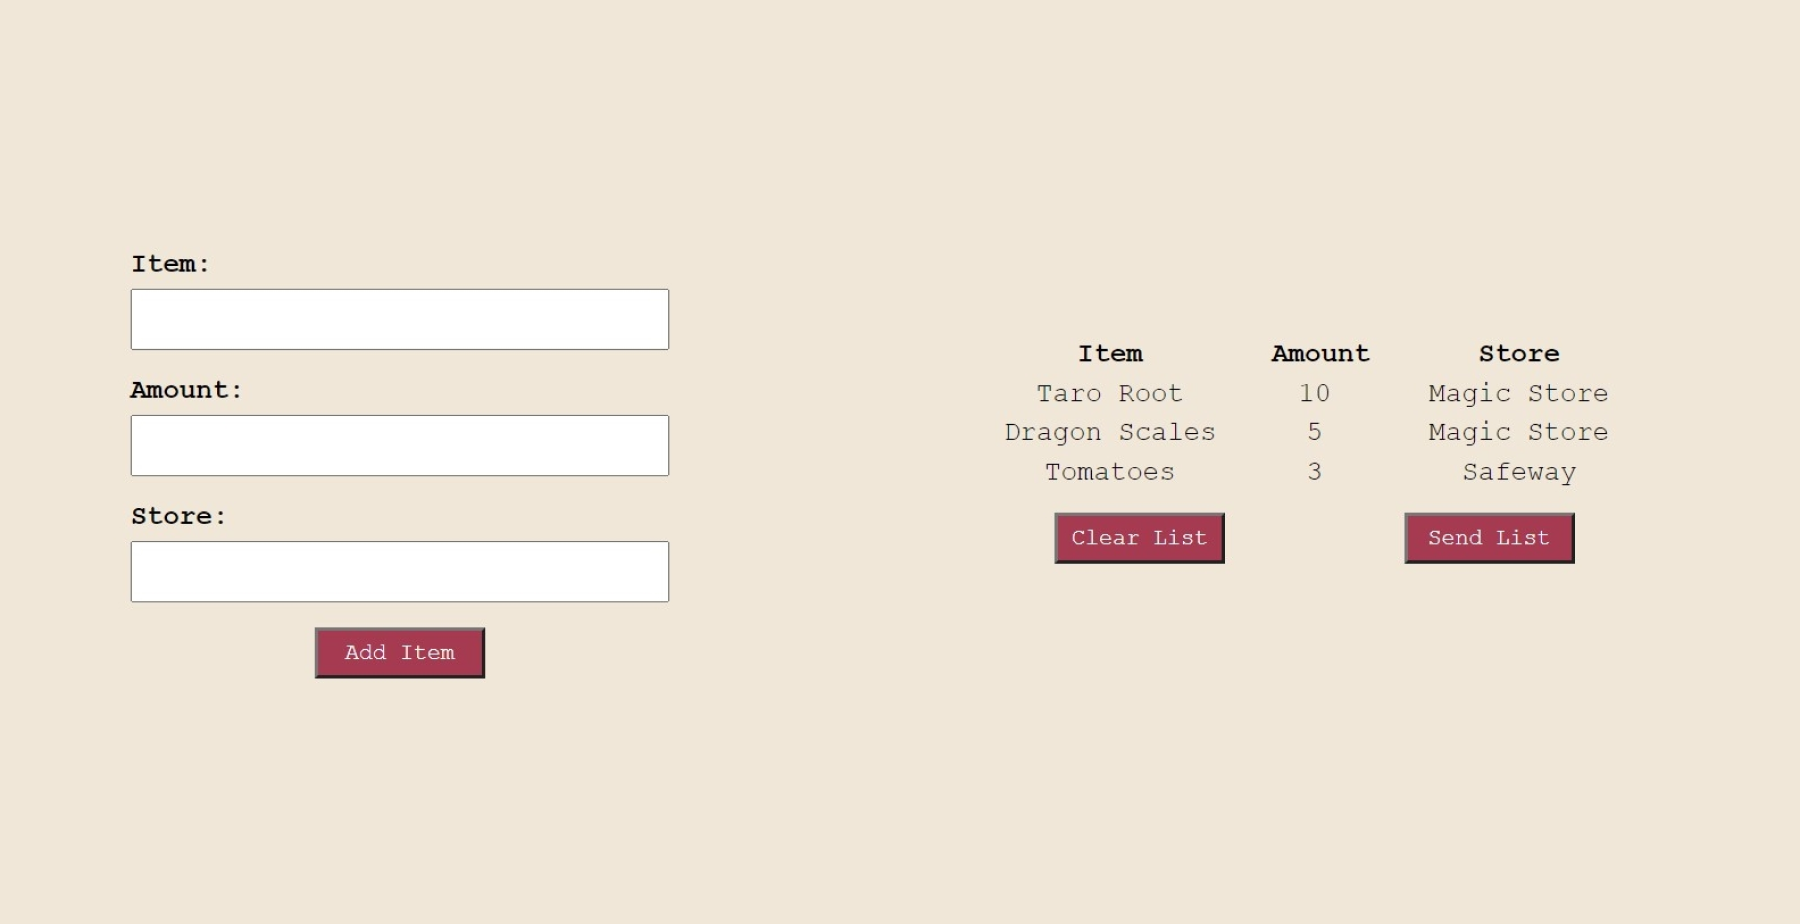 Item:
Amount:
Store:
Add Item
Item Amount Store
Taro Root 10 Magic Store
Dragon Scales 5 Magic Store
Tomatoes 3 Safeway
Clear List Send List